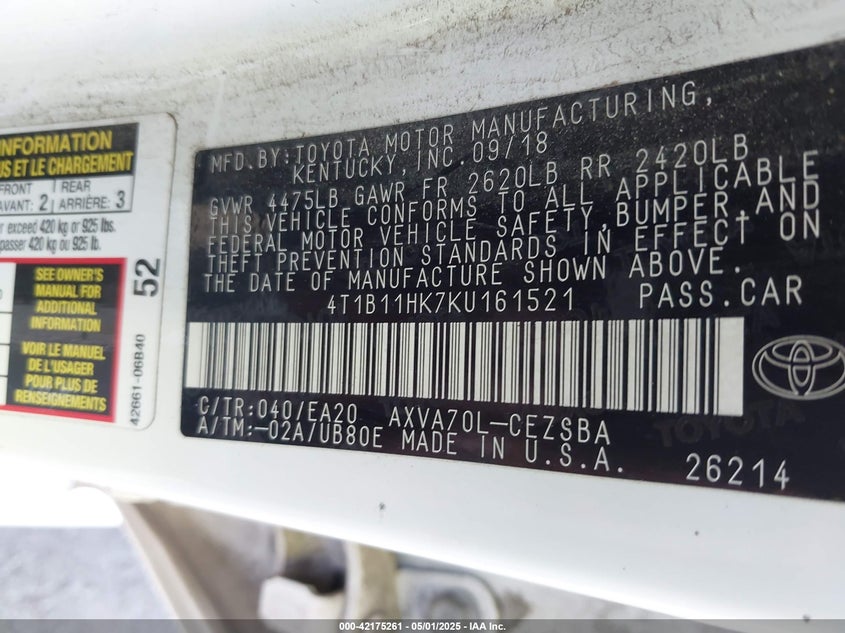 INFORMATION
US ET LE CHARGEMENT
FRONT
AVANT: 2
REAR
ARRIÈRE: 3
er exceed 420 kg or 925 lbs.
passer 420 kg ou 925 lb.
SEE OWNER'S
MANUAL FOR
ADDITIONAL
INFORMATION
VOIR LE MANUEL
DE L'USAGER
POUR PLUS DE
RENSEIGNEMENTS
52
42661-06B40
MFD.BY:TOYOTA MOTOR MANUFACTURING,
KENTUCKY, INC.09/18
GVWR 4475LB GAWR FR 2620LB RR 2420LB
THIS VEHICLE CONFORMS TO ALL APPLICABLE
FEDERAL MOTOR VEHICLE SAFETY,BUMPER,AND
THEFT PREVENTION STANDARDS IN EFFECT ON
THE DATE OF MANUFACTURE SHOWN ABOVE.
4T1B11HK7KU161521 PASS.CAR
C/TR:040/EA20 AXVA70L-CEZSBA
A/TM:-02A/UB80E MADE IN U.S.A.
26214
TOYOTA
000-42175261 - 05/01/2025 - IAA Inc.